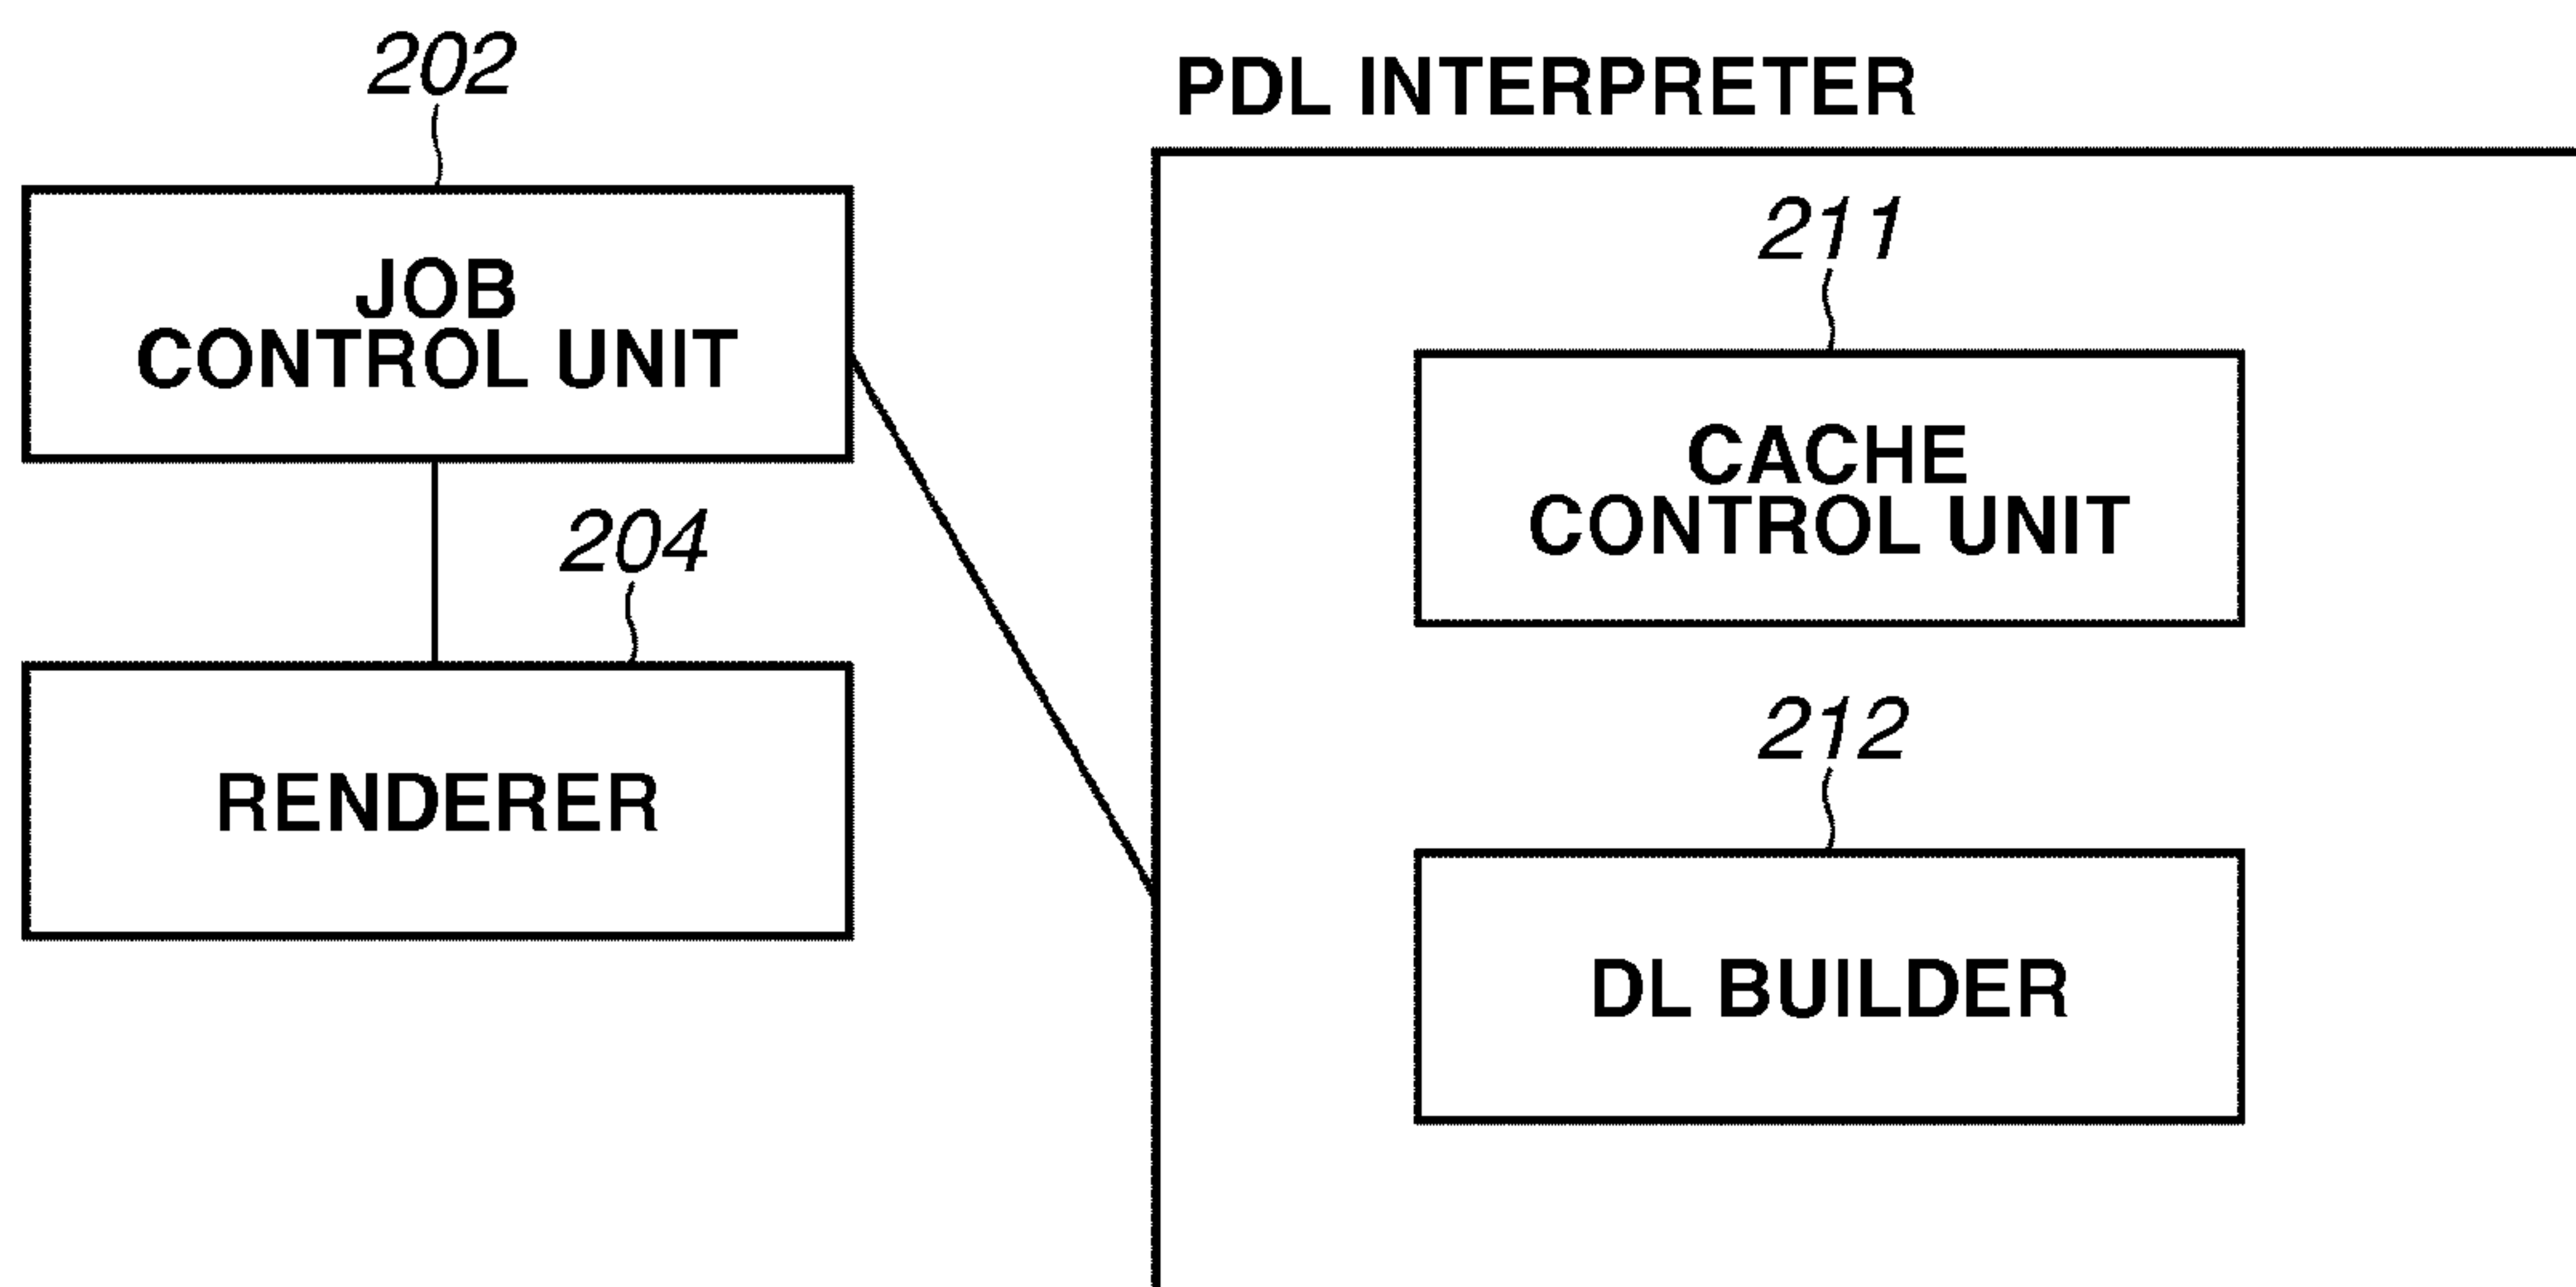 202
JOB
CONTROL UNIT
204
RENDERER
PDL INTERPRETER
211
CACHE
CONTROL UNIT
212
DL BUILDER